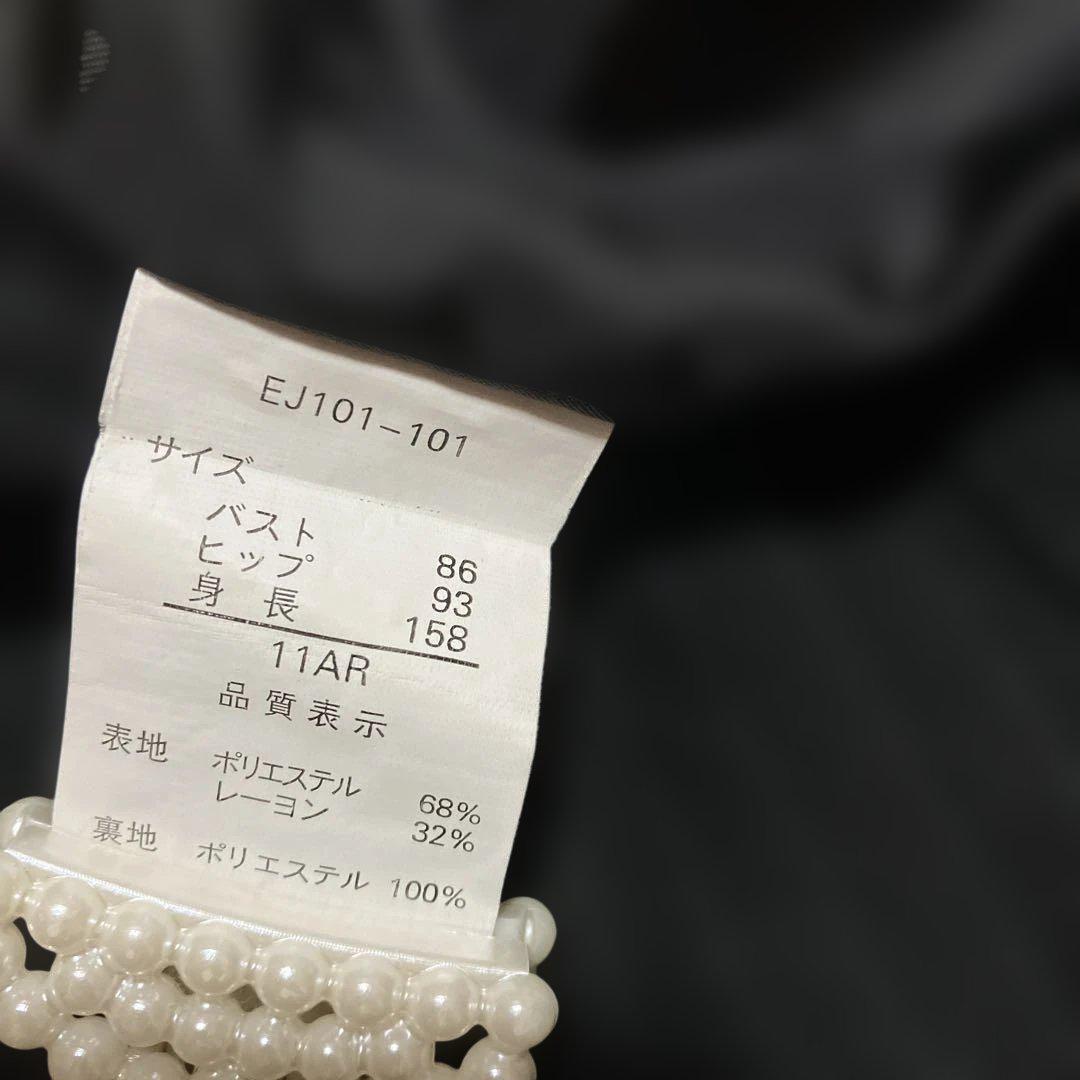 EJ101-101
サイズ
バスト 86
ヒップ 93
身長 158
11AR
品質表示
表地 ポリエステル 68%
レーヨン 32%
裏地 ポリエステル 100%